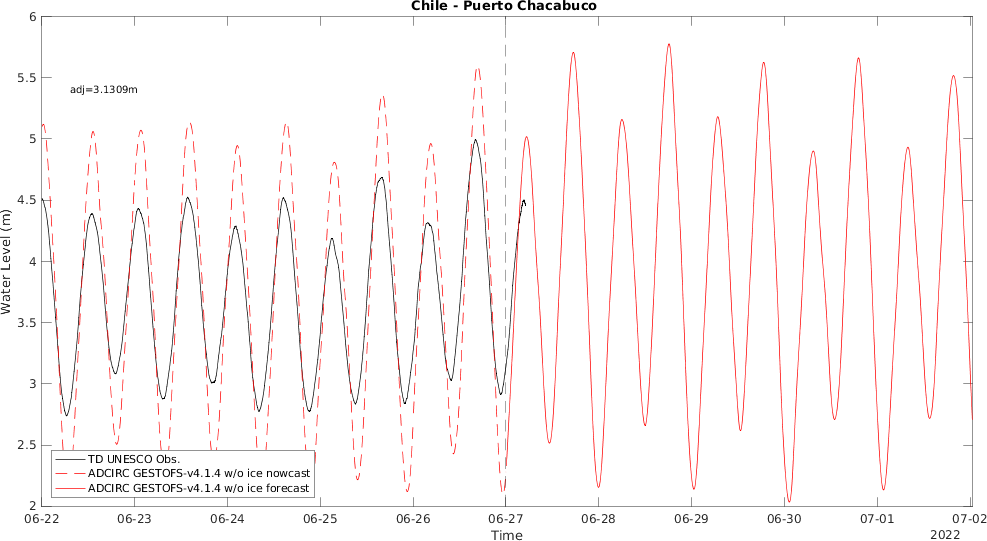 Chile - Puerto Chacabuco
6
5.5
5
4.5
4
3.5
3
2.5
2
Water Level (m)
adj=3.1309m
TD UNESCO Obs.
ADCIRC GESTOFS-v4.1.4 w/o ice nowcast
ADCIRC GESTOFS-v4.1.4 w/o ice forecast
06-22 06-23 06-24 06-25 06-26 06-27 06-28 06-29 06-30 07-01 07-02
Time
2022